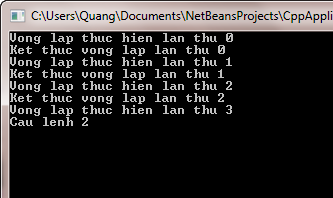 C:\Users\Quang\Documents\NetBeansProjects\CppAppli
Vong lap thuc hien lan thu 0
Ket thuc vong lap lan thu 0
Vong lap thuc hien lan thu 1
Ket thuc vong lap lan thu 1
Vong lap thuc hien lan thu 2
Ket thuc vong lap lan thu 2
Vong lap thuc hien lan thu 3
Cau lenh 2